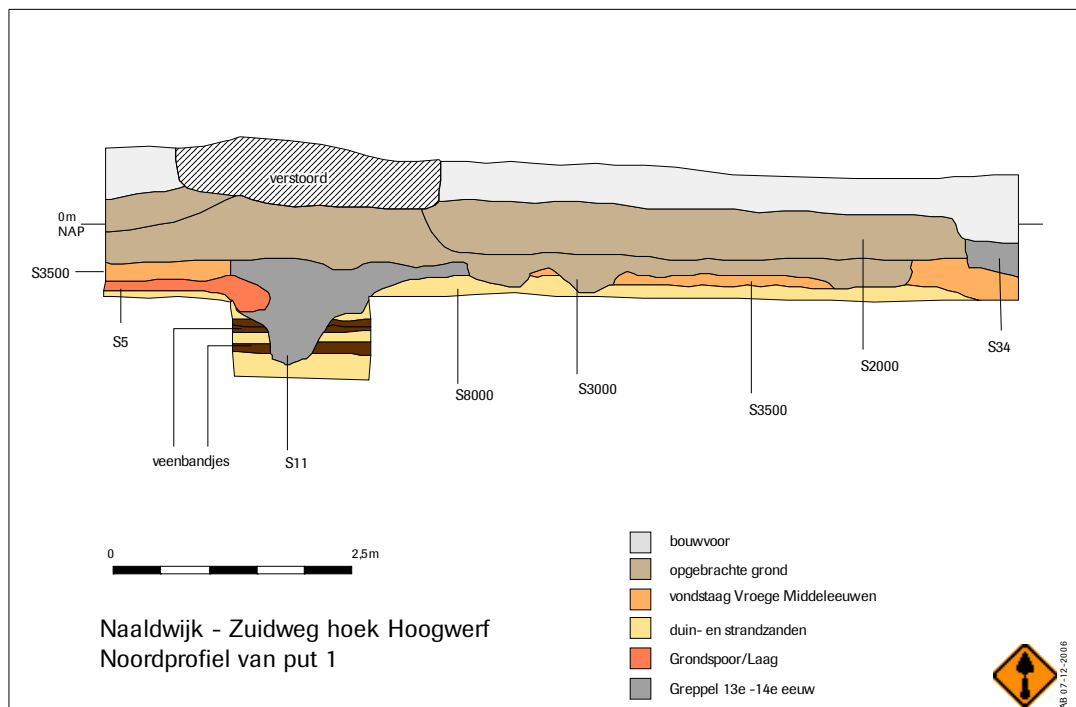 verstoord
0m
NAP
S3500
S5
S34
S2000
S8000
S3000
S3500
veenbandjes
S11
0
2,5m
bouwvoor
opgebrachte grond
vondstaag Vroege Middeleeuwen
duin- en strandzanden
Grondspoor/Laag
Greppel 13e -14e eeuw
Naaldwijk - Zuidweg hoek Hoogwerf
Noordprofiel van put 1
AB 07-12-2006